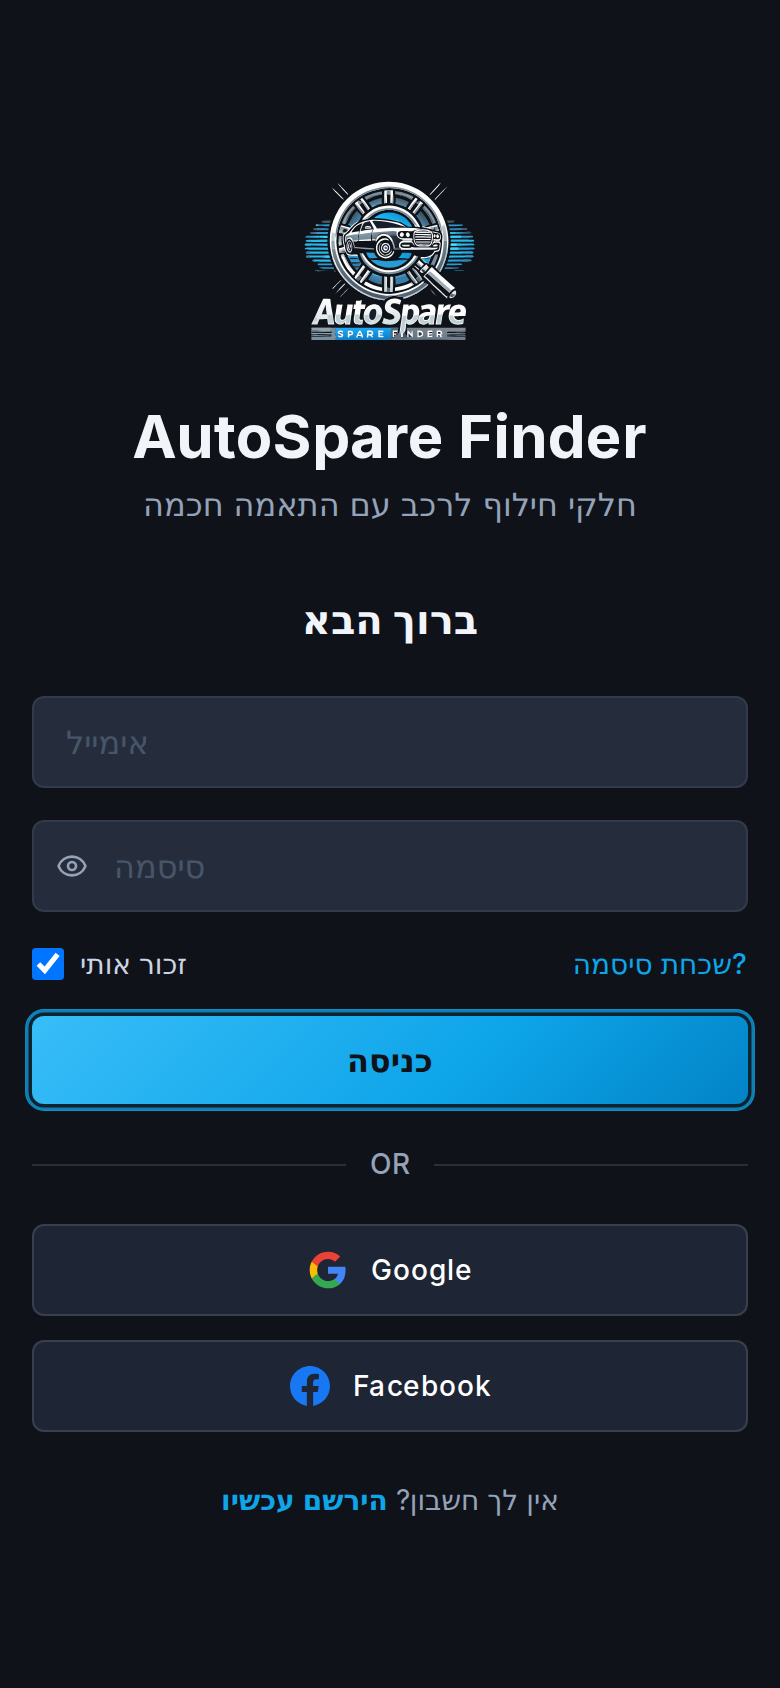 AutoSpare
SPARE FINDER
AutoSpare Finder
חלקי חילוף לרכב עם התאמה חכמה
ברוך הבא
אימייל
סיסמה
זכור אותי
שכחת סיסמה?
כניסה
OR
Google
Facebook
אין לך חשבון? הירשם עכשיו